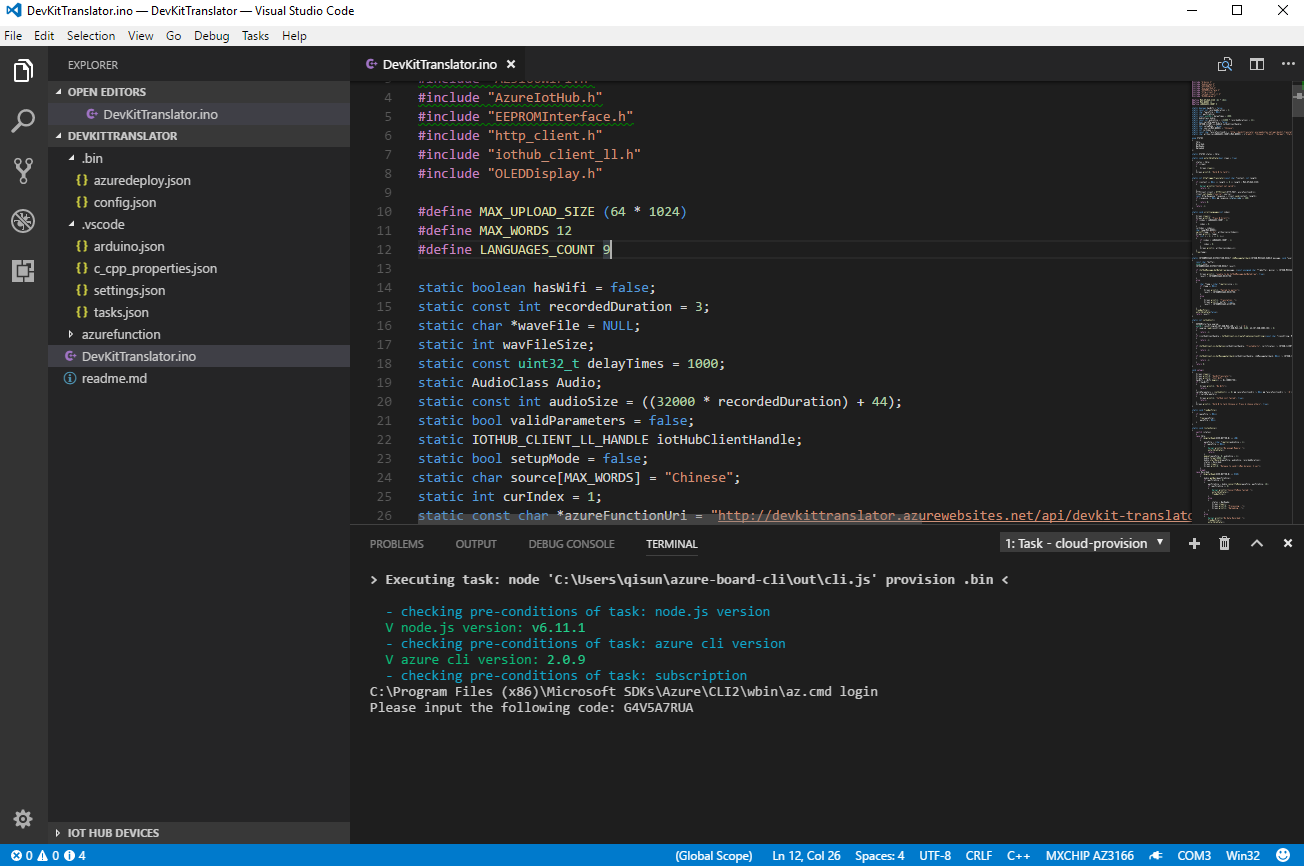 DevKitTranslator.ino — DevKitTranslator — Visual Studio Code
File Edit Selection View Go Debug Tasks Help
EXPLORER
OPEN EDITORS
DevKitTranslator.ino
DEVKITTRANSLATOR
.bin
{} azuredeploy.json
{} config.json
.vscode
{} arduino.json
{} c_cpp_properties.json
{} settings.json
{} tasks.json
azurefunction
DevKitTranslator.ino
readme.md
IOT HUB DEVICES
DevKitTranslator.ino
4 #include "AzureIotHub.h"
5 #include "EEPROMInterface.h"
6 #include "http_client.h"
7 #include "iothub_client_ll.h"
8 #include "OLEDDisplay.h"
9
10 #define MAX_UPLOAD_SIZE (64 * 1024)
11 #define MAX_WORDS 12
12 #define LANGUAGES_COUNT 9
13
14 static boolean hasWifi = false;
15 static const int recordedDuration = 3;
16 static char *waveFile = NULL;
17 static int wavFileSize;
18 static const uint32_t delayTimes = 1000;
19 static AudioClass Audio;
20 static const int audioSize = ((32000 * recordedDuration) + 44);
21 static bool validParameters = false;
22 static IOTHUB_CLIENT_LL_HANDLE iotHubClientHandle;
23 static bool setupMode = false;
24 static char source[MAX_WORDS] = "Chinese";
25 static int curIndex = 1;
26 static const char *azureFunctionUri = "http://devkittranslator.azurewebsites.net/api/devkit-translato
PROBLEMS OUTPUT DEBUG CONSOLE TERMINAL 1: Task - cloud-provision
> Executing task: node 'C:\Users\qisun\azure-board-cli\out\cli.js' provision .bin <
- checking pre-conditions of task: node.js version
V node.js version: v6.11.1
- checking pre-conditions of task: azure cli version
V azure cli version: 2.0.9
- checking pre-conditions of task: subscription
C:\Program Files (x86)\Microsoft SDKs\Azure\CLI2\wbin\az.cmd login
Please input the following code: G4V5A7RUA
0 0 4 (Global Scope) Ln 12, Col 26 Spaces: 4 UTF-8 CRLF C++ MXCHIP AZ3166 COM3 Win32